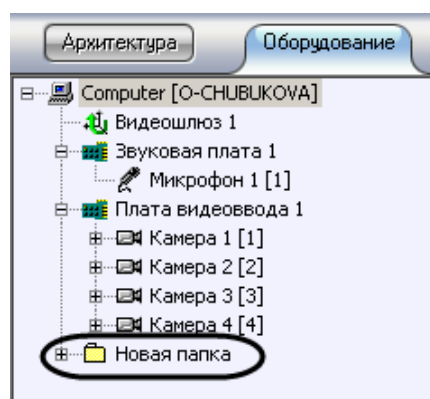 Архитектура Оборудование
Computer [O-CHUBUKOVA]
Видеошлюз 1
Звуковая плата 1
Микрофон 1 [1]
Плата видеоввода 1
Камера 1 [1]
Камера 2 [2]
Камера 3 [3]
Камера 4 [4]
Новая папка